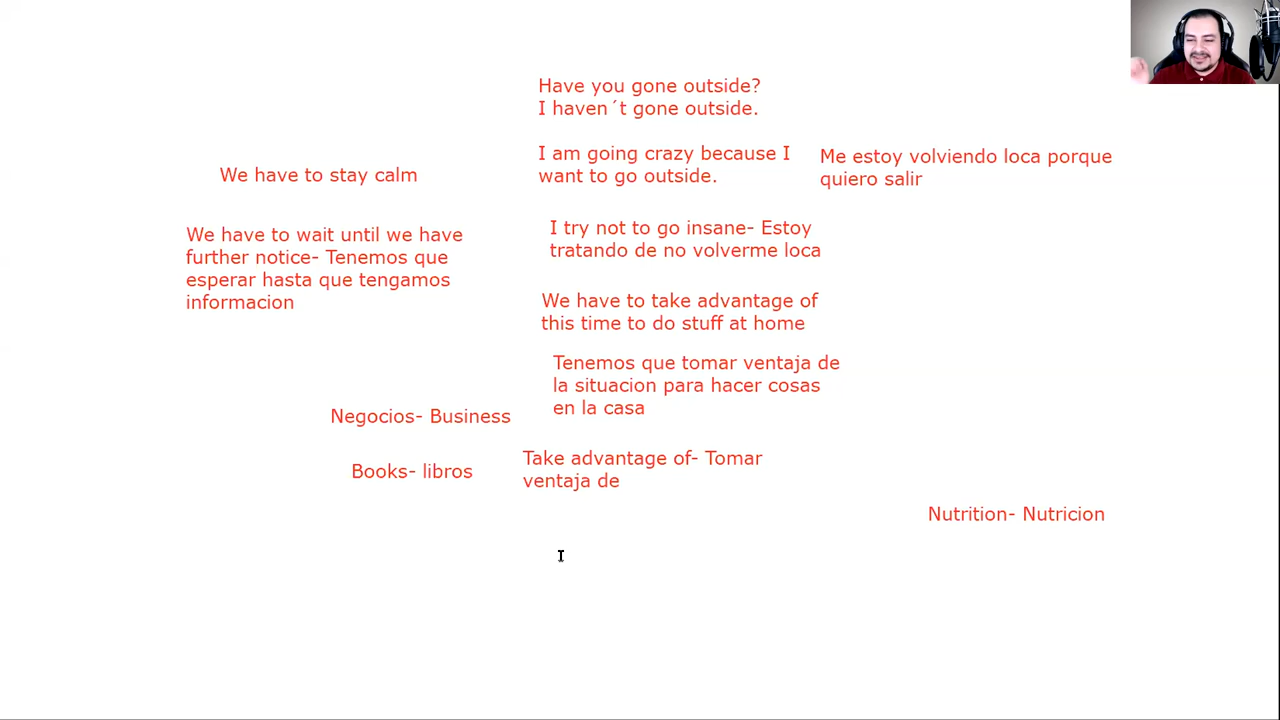 Have you gone outside?
I haven´t gone outside.
I am going crazy because I
want to go outside.
Me estoy volviendo loca porque
quiero salir
We have to stay calm
We have to wait until we have
further notice- Tenemos que
esperar hasta que tengamos
informacion
I try not to go insane- Estoy
tratando de no volverme loca
We have to take advantage of
this time to do stuff at home
Tenemos que tomar ventaja de
la situacion para hacer cosas
en la casa
Negocios- Business
Books- libros
Take advantage of- Tomar
ventaja de
Nutrition- Nutricion